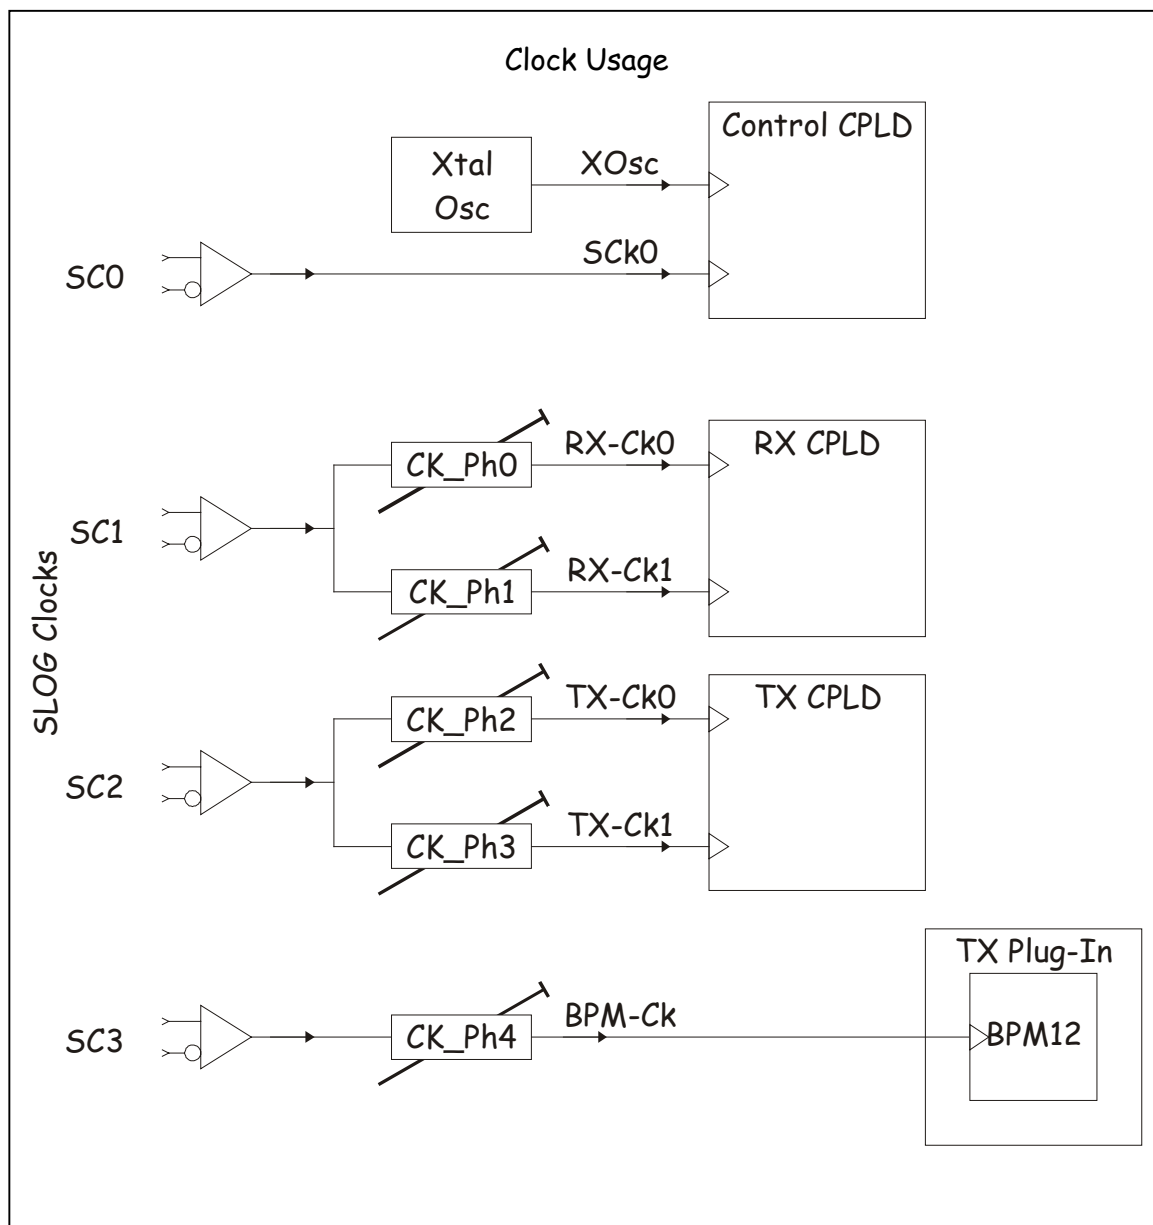 Clock Usage
Control CPLD
Xtal
Osc
XOsc
SCk0
SC0
SLOG Clocks
SC1
CK_Ph0
RX-Ck0
RX CPLD
CK_Ph1
RX-Ck1
SC2
CK_Ph2
TX-Ck0
TX CPLD
CK_Ph3
TX-Ck1
SC3
CK_Ph4
BPM-Ck
TX Plug-In
BPM12